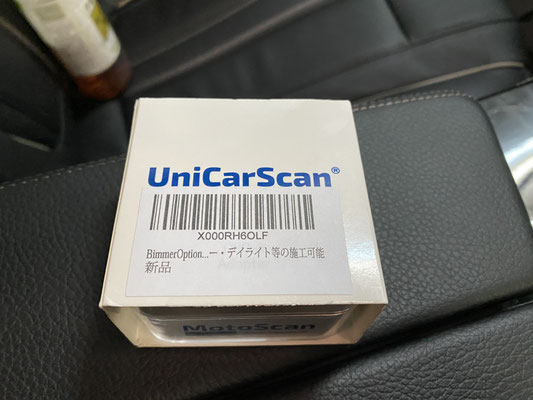 UniCarScan®
X000RH6OLF
BimmerOption...ー・デイライト等の施工可能
新品
MotoScan